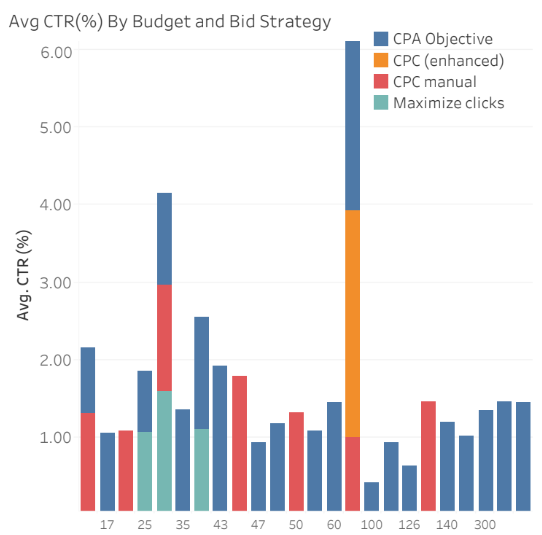 Avg CTR(%) By Budget and Bid Strategy
CPA Objective
CPC (enhanced)
CPC manual
Maximize clicks
6.00
5.00
4.00
3.00
2.00
1.00
Avg. CTR (%)
17 25 35 43 47 50 60 100 126 140 300